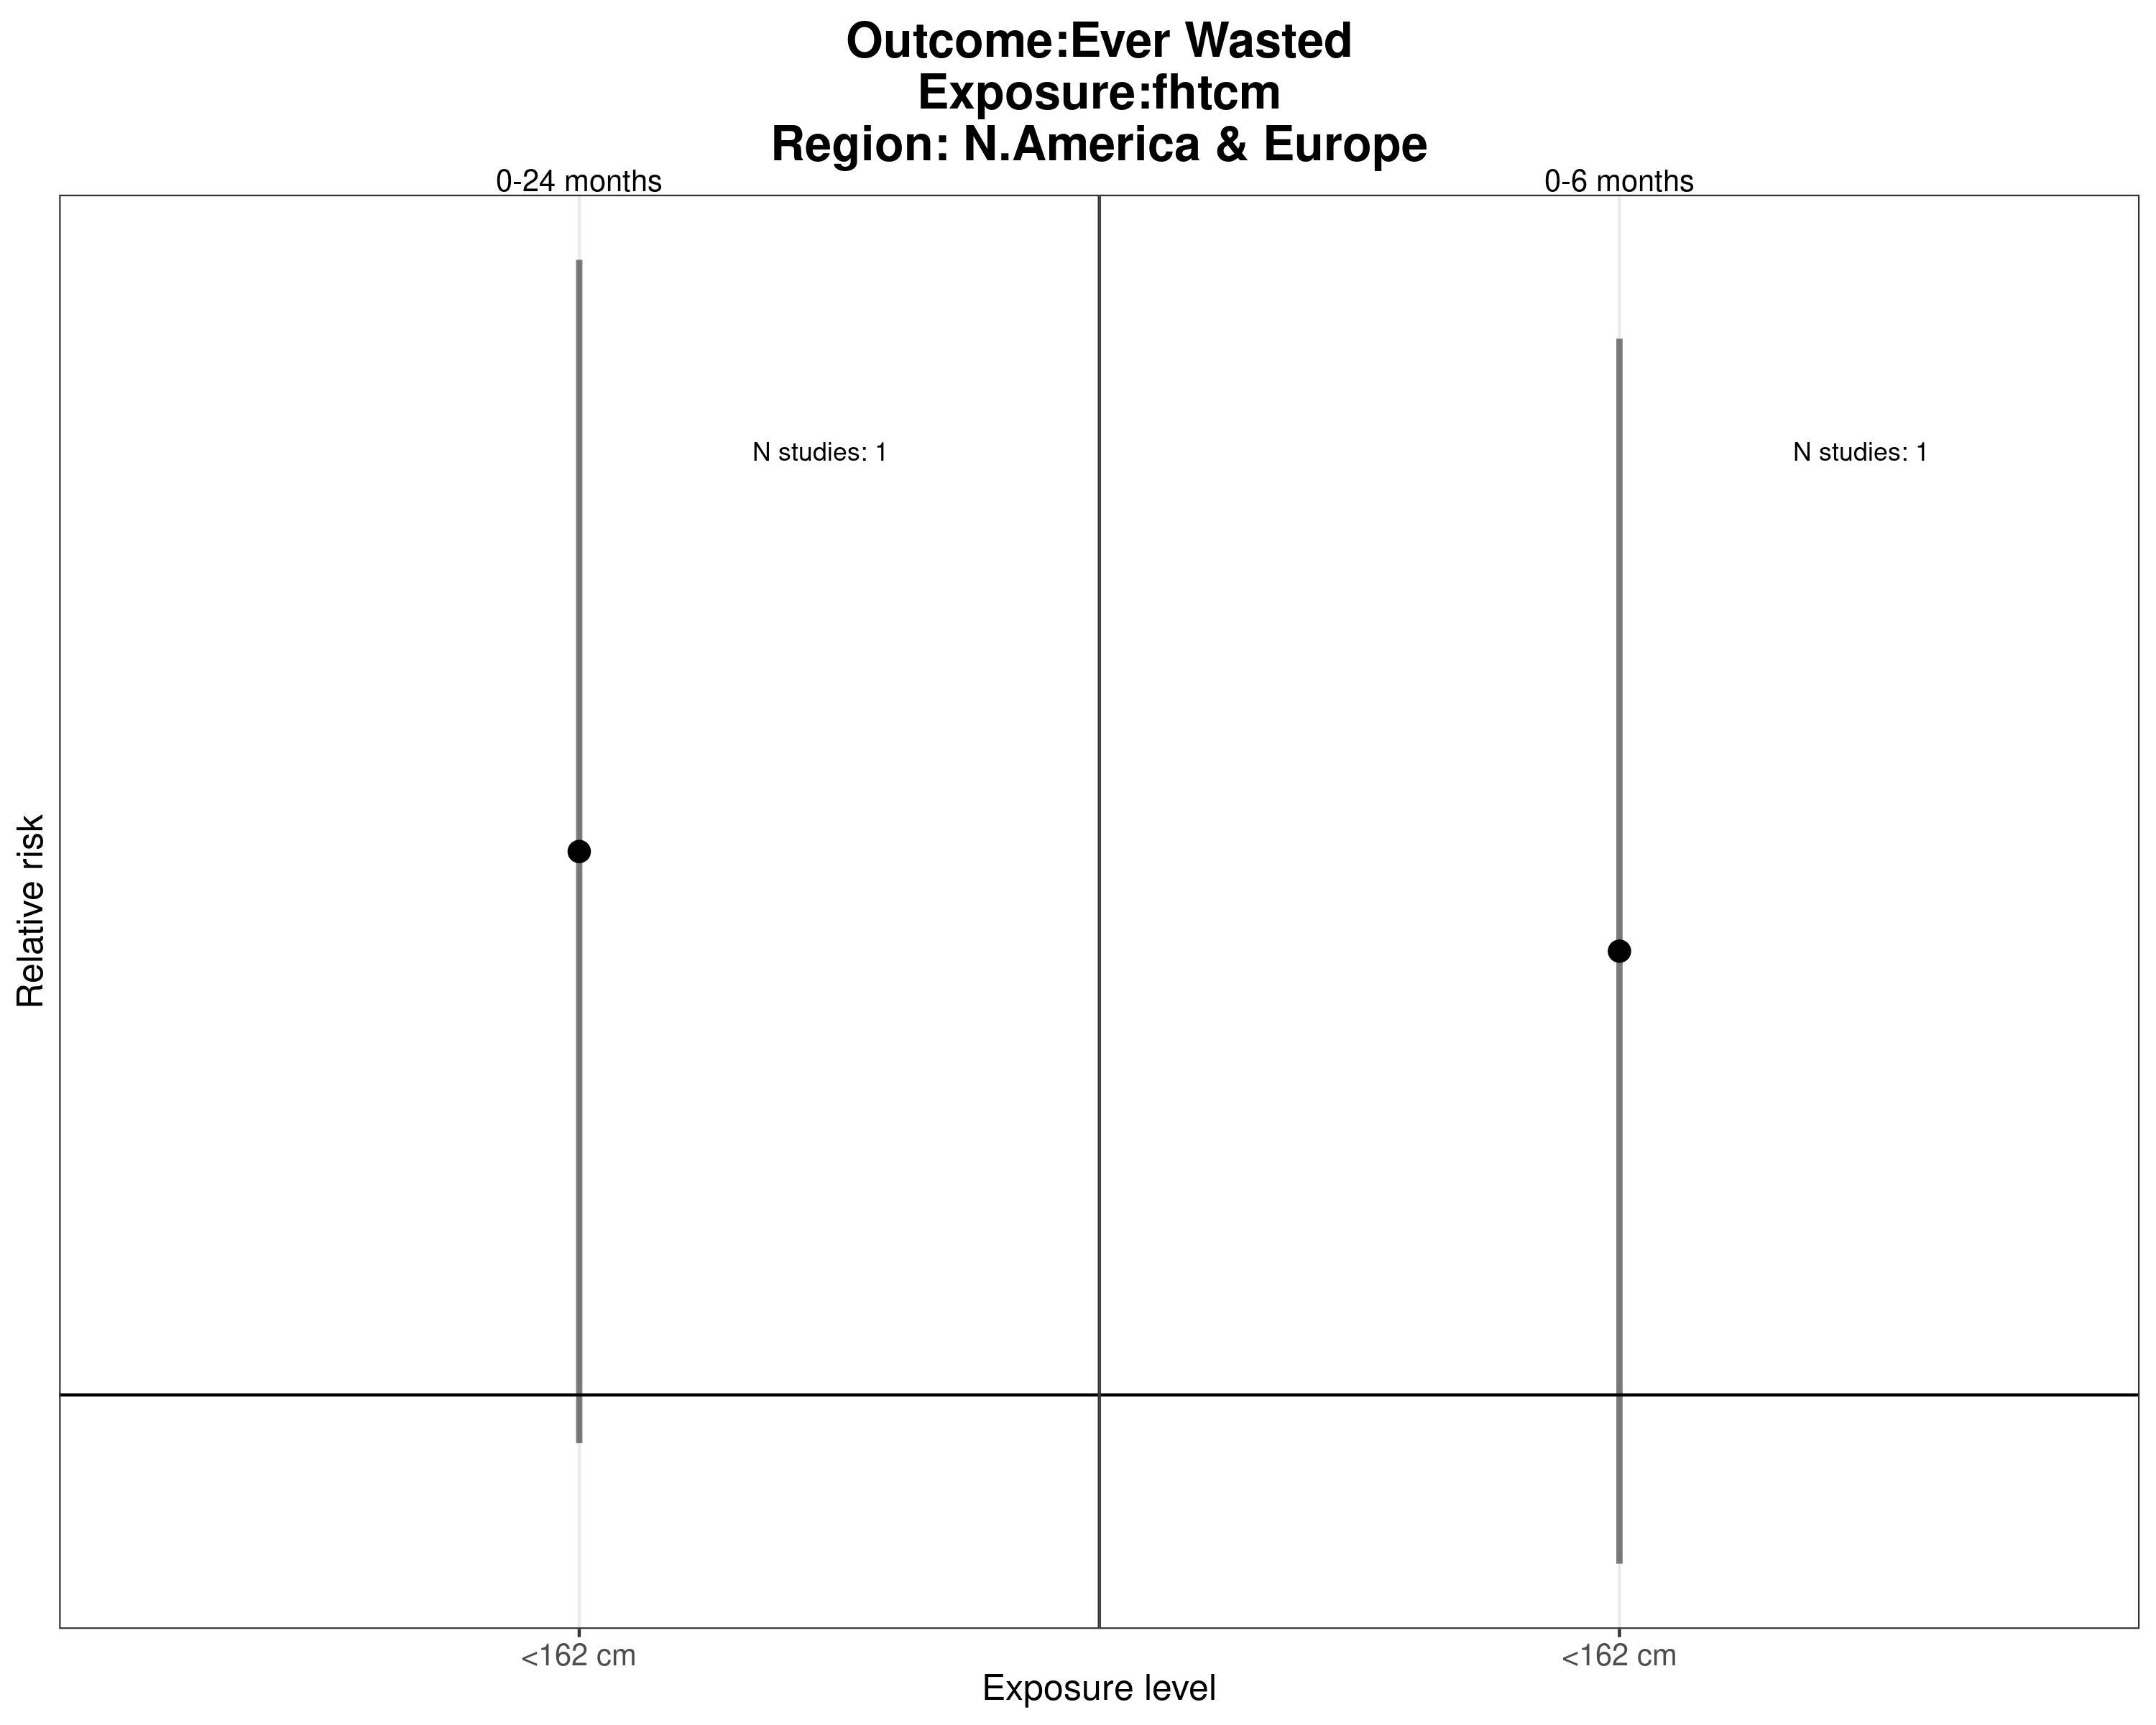 Outcome:Ever Wasted
Exposure:fhtcm
Region: N.America & Europe
0-24 months
0-6 months
N studies: 1
N studies: 1
Relative risk
<162 cm
<162 cm
Exposure level